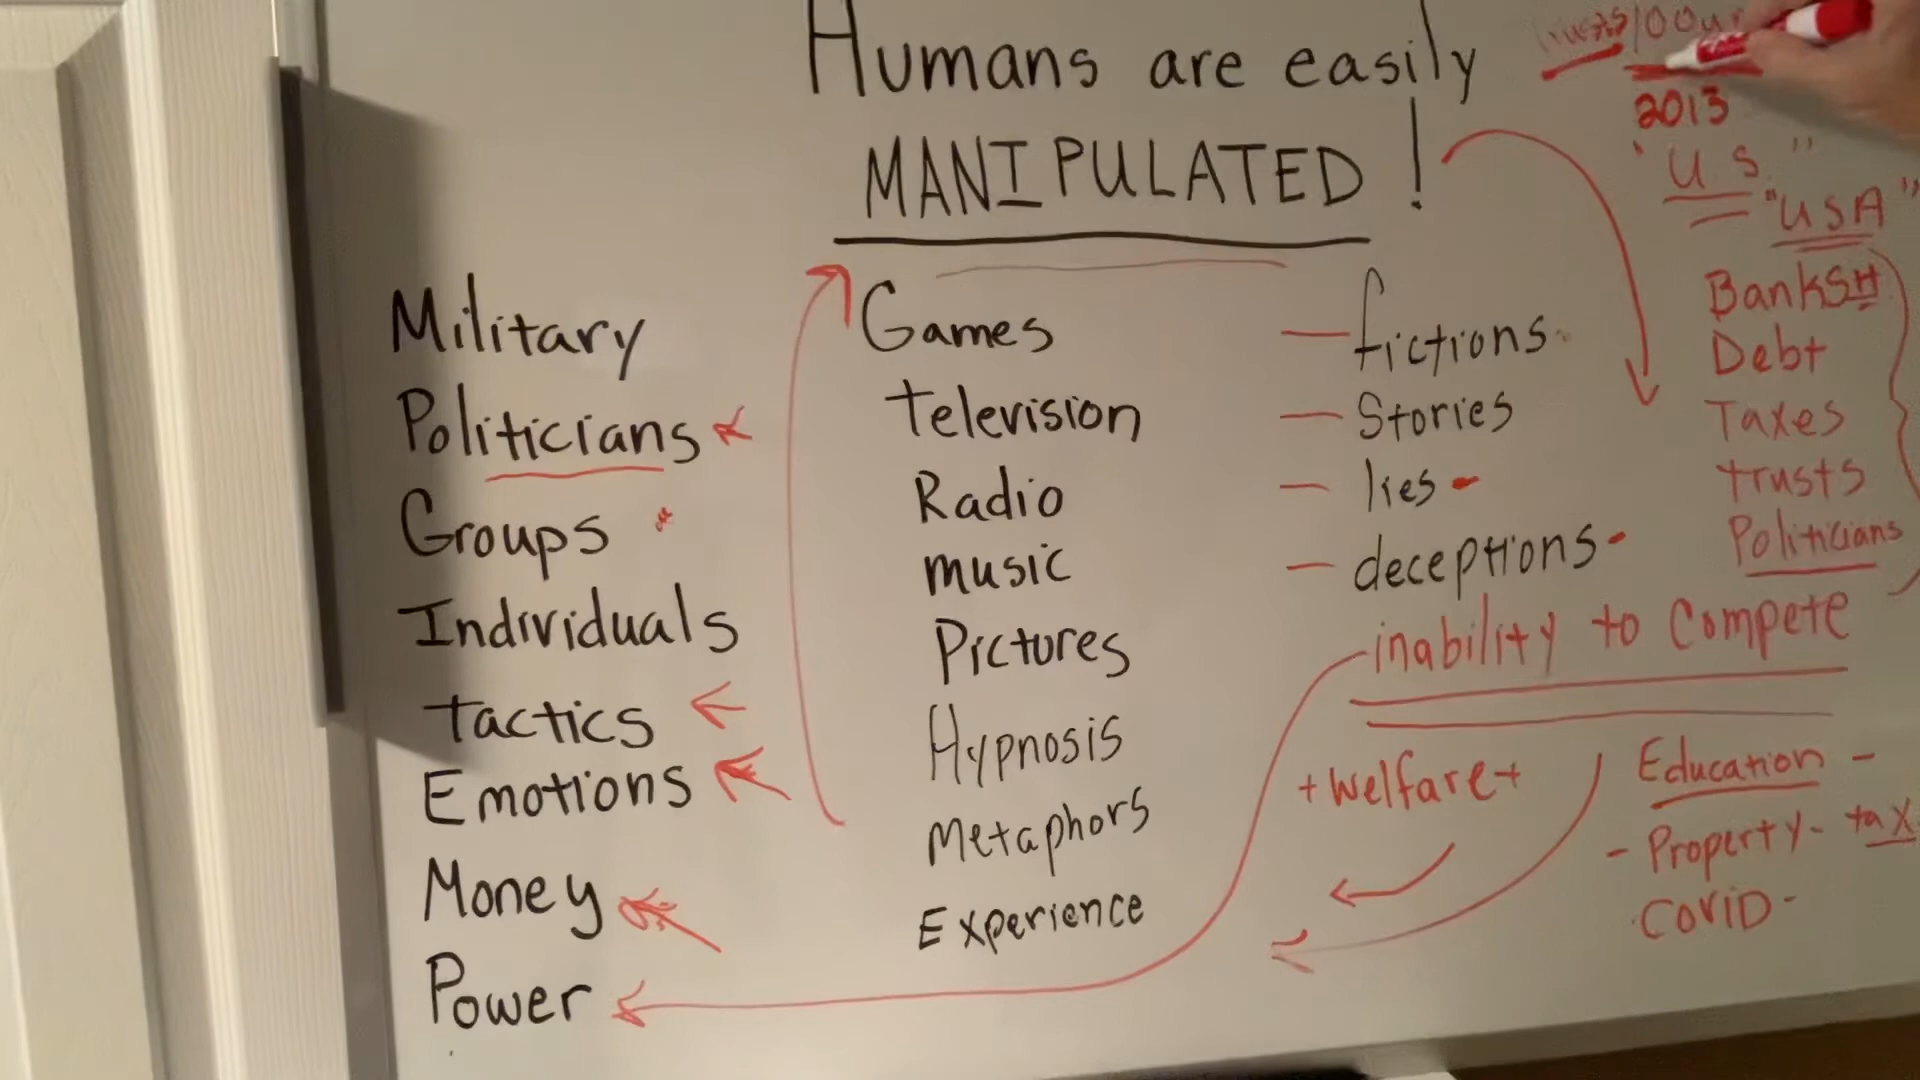 Humans are easily
MANIPULATED!
Military
Politicians
Groups
Individuals
Tactics
Emotions
Money
Power
Games
Television
Radio
music
Pictures
Hypnosis
Metaphors
Experience
- fictions
- Stories
- lies -
- deceptions -
inability to Compete
+ welfare +
2013
"U.S."
"USA"
Banks
Debt
Taxes
trusts
Politicians
Education -
- Property - tax
COVID -